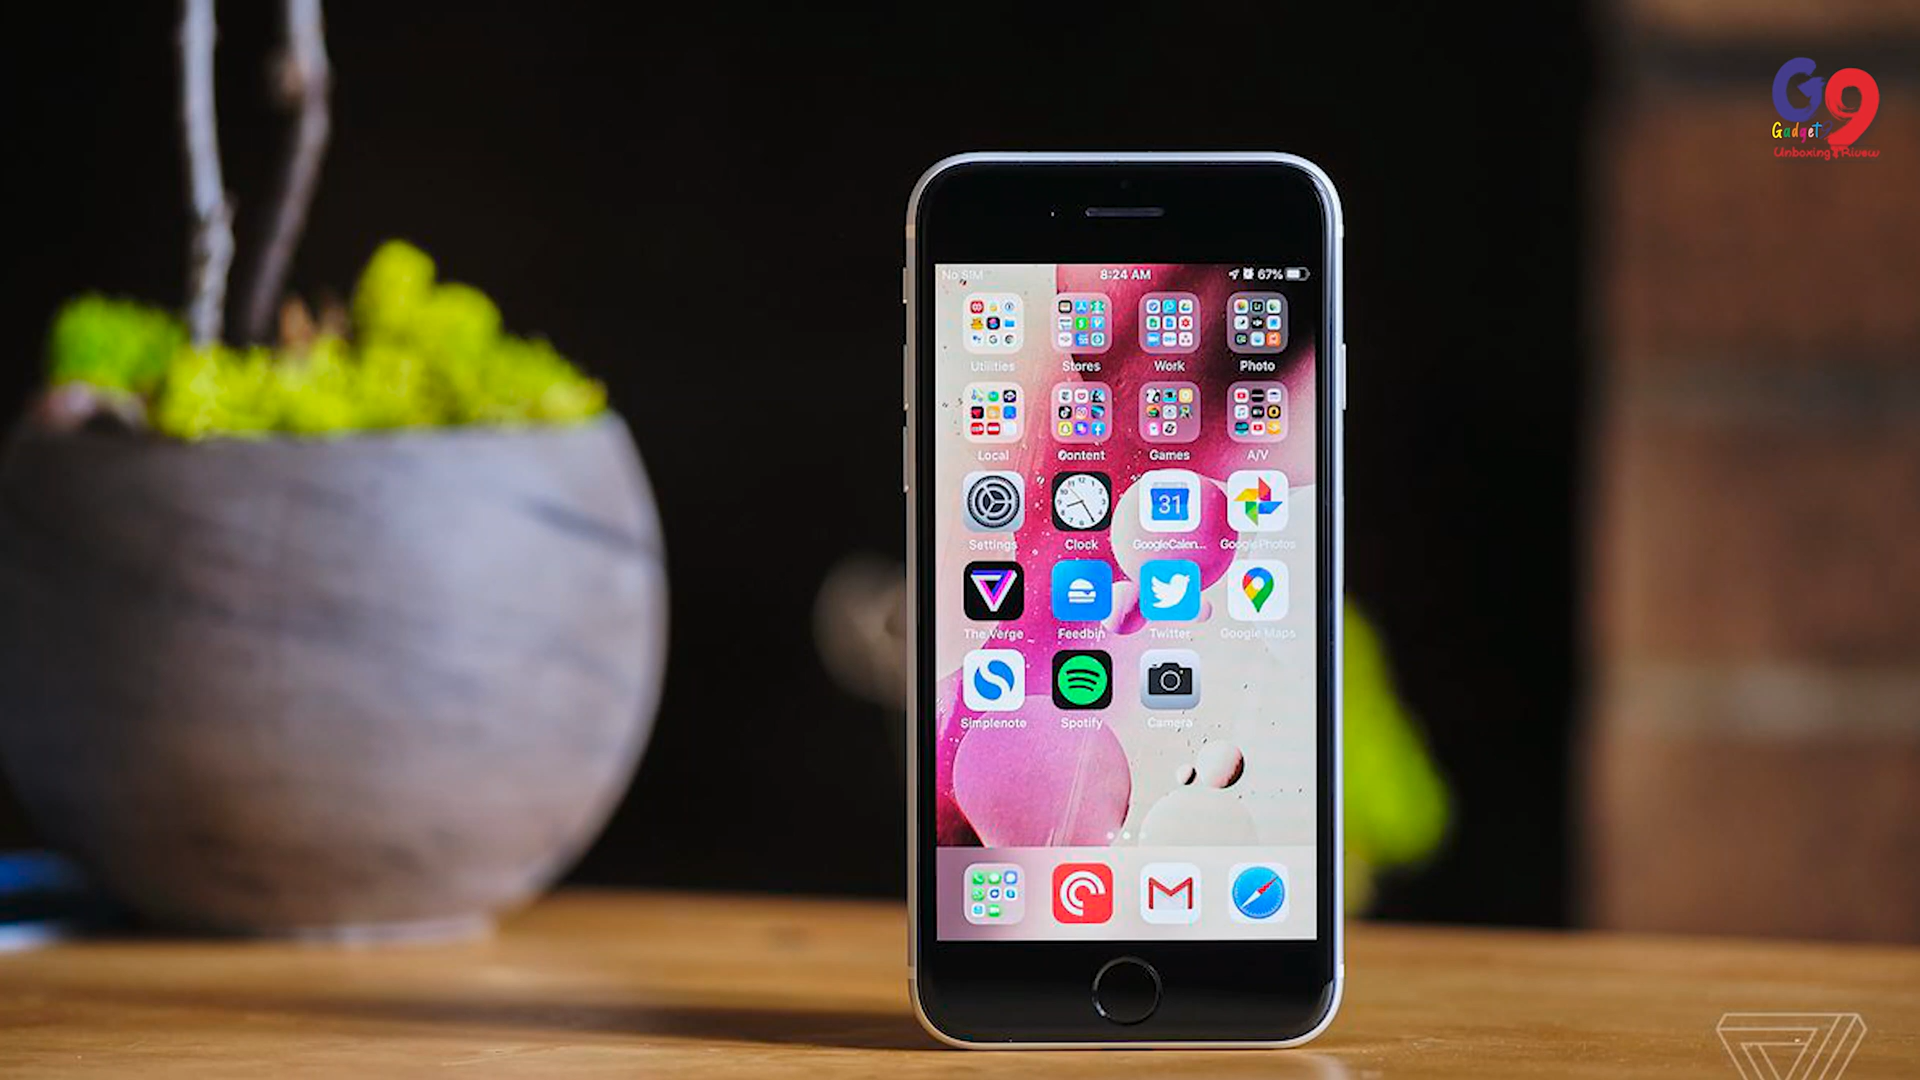 G9
Gadget
Unboxing & Rivew
No SIM 8:24 AM 67%
Utilities Stores Work Photo
Local Content Games A/V
31
Settings Clock GoogleCalen... Google Photos
The Verge Feedbin Twitter Google Maps
Simplenote Spotify Camera